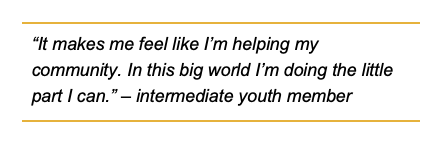 “It makes me feel like I’m helping my
community. In this big world I’m doing the little
part I can.” – intermediate youth member